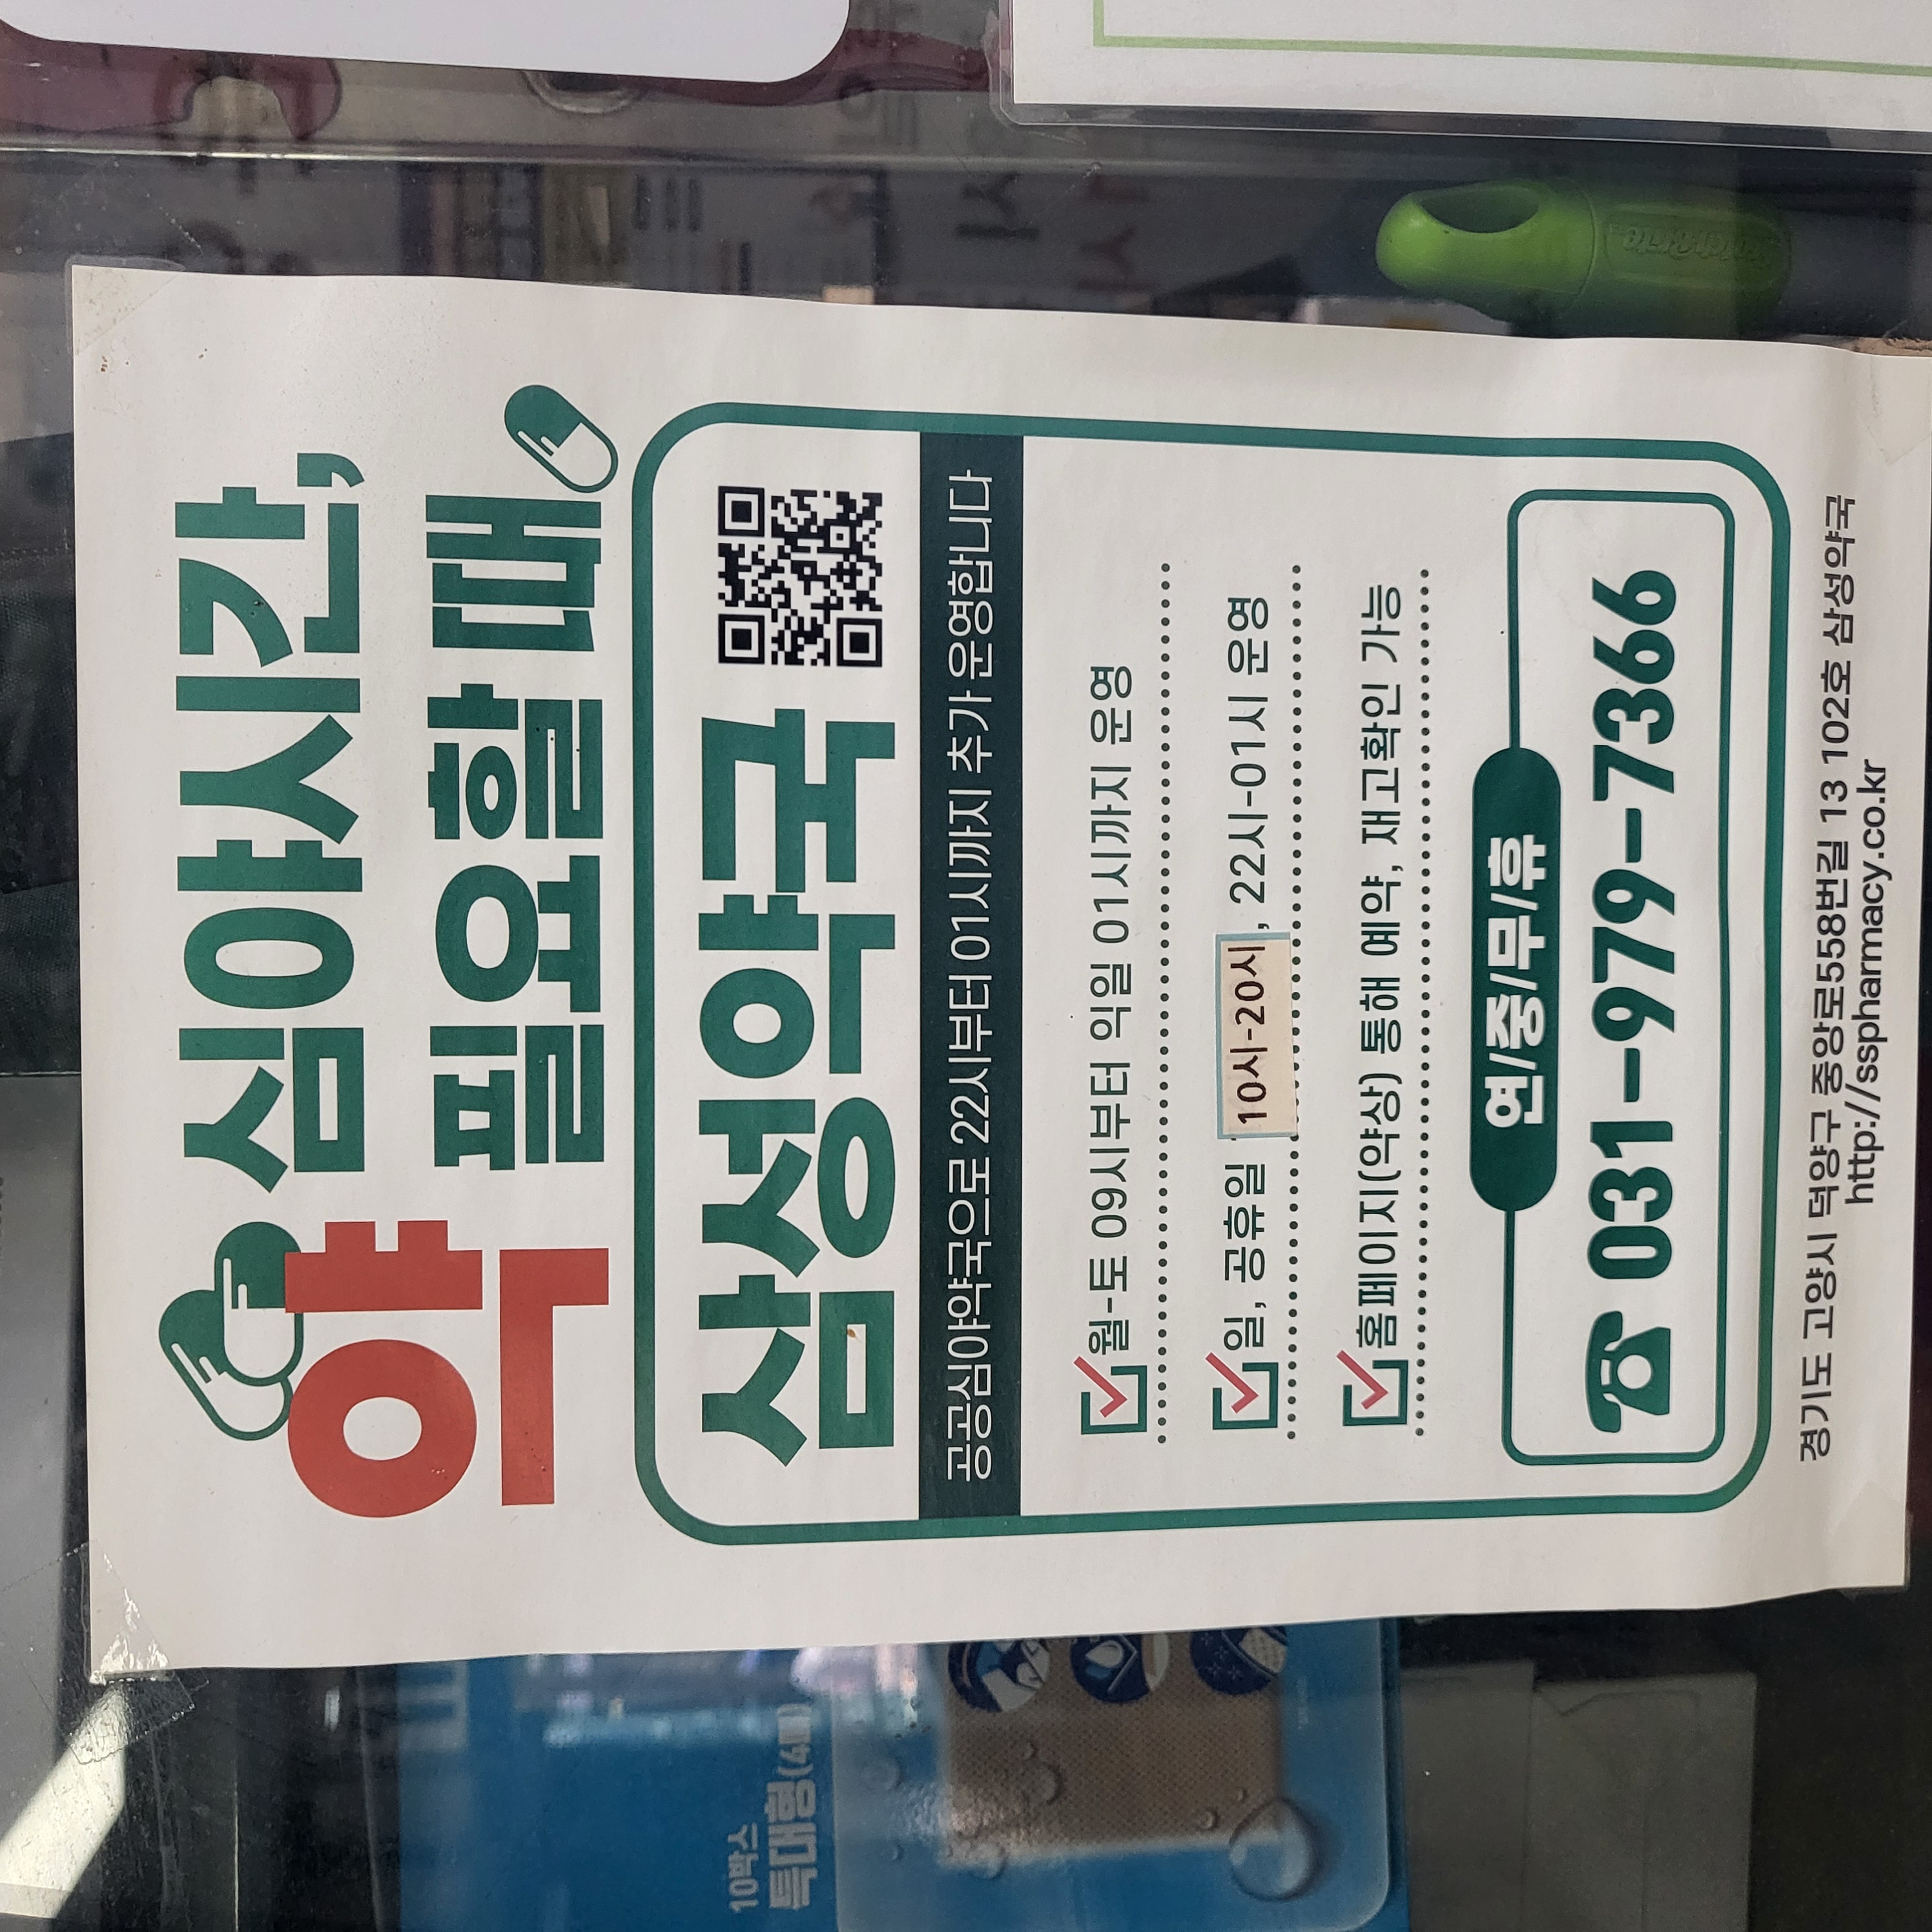 심야시간,
약 필요할 때
삼성약국
공공심야약국으로 22시부터 01시까지 추가 운영합니다
월-토 09시부터 익일 01시까지 운영
일, 공휴일 10시-20시, 22시-01시 운영
홈페이지(약상) 통해 예약, 재고확인 가능
연/중/무/휴
031-979-7366
경기도 고양시 덕양구 중앙로558번길 13 102호 삼성약국
http://sspharmacy.co.kr
10박스
특대형(4매)